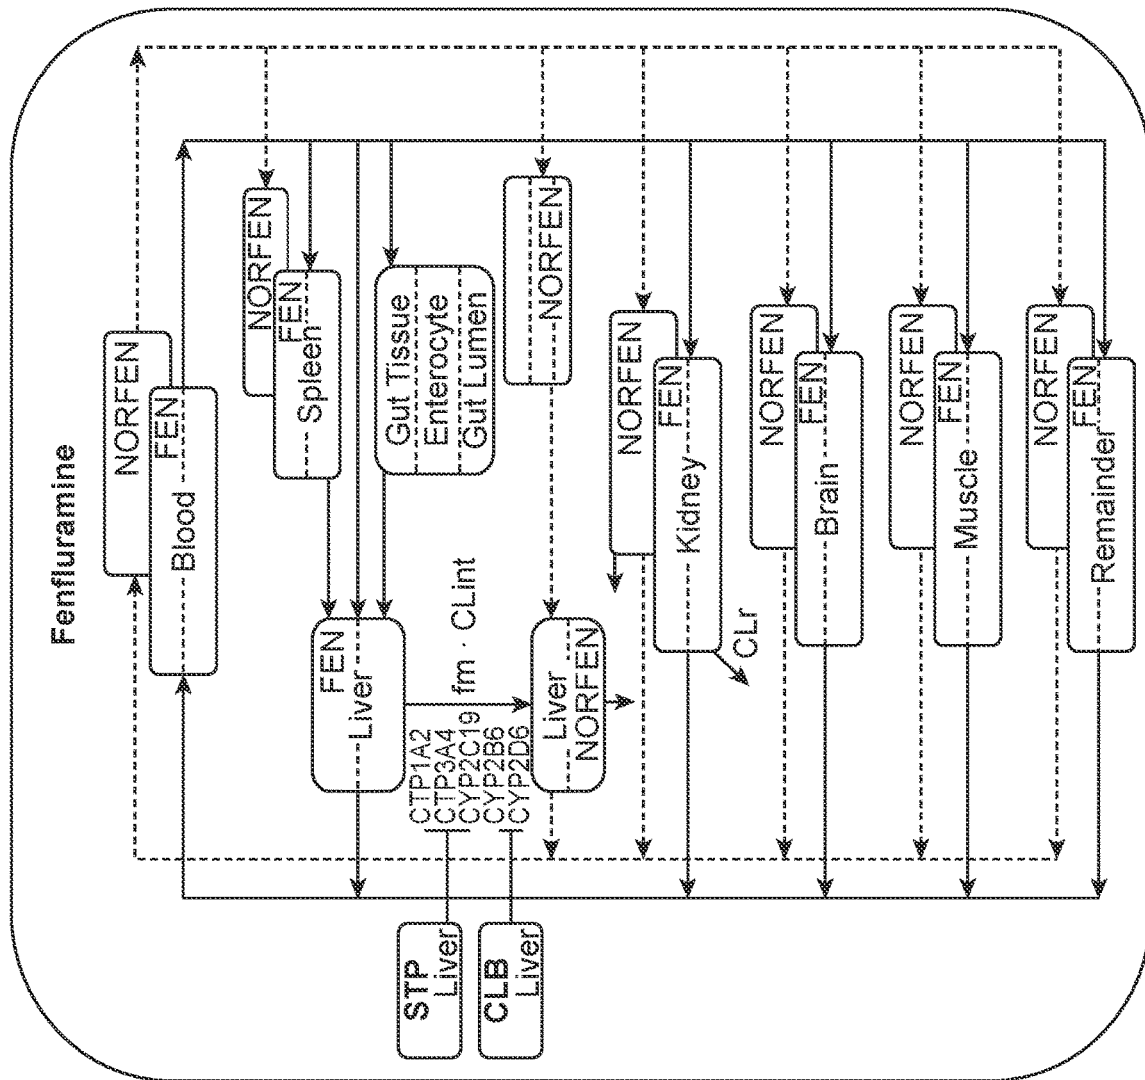 Fenfluramine
NORFEN
FEN
Blood
NORFEN
FEN
Spleen
FEN
Liver
Gut Tissue
Enterocyte
Gut Lumen
CTP1A2
CTP3A4
CYP2C19
CYP2B6
CYP2D6
fm · CLint
STP
Liver
CLB
Liver
Liver
NORFEN
NORFEN
NORFEN
FEN
Kidney
CLr
NORFEN
FEN
Brain
NORFEN
FEN
Muscle
NORFEN
FEN
Remainder